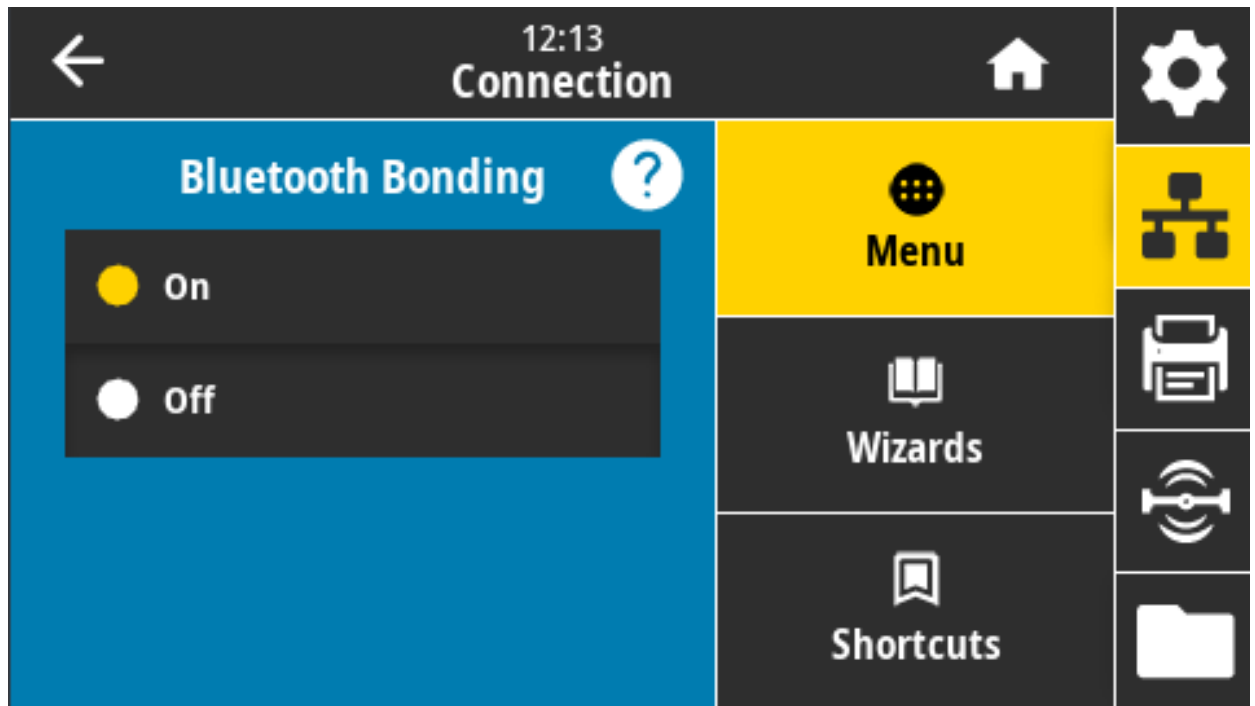 12:13
Connection
Bluetooth Bonding
?
On
Off
Menu
Wizards
Shortcuts